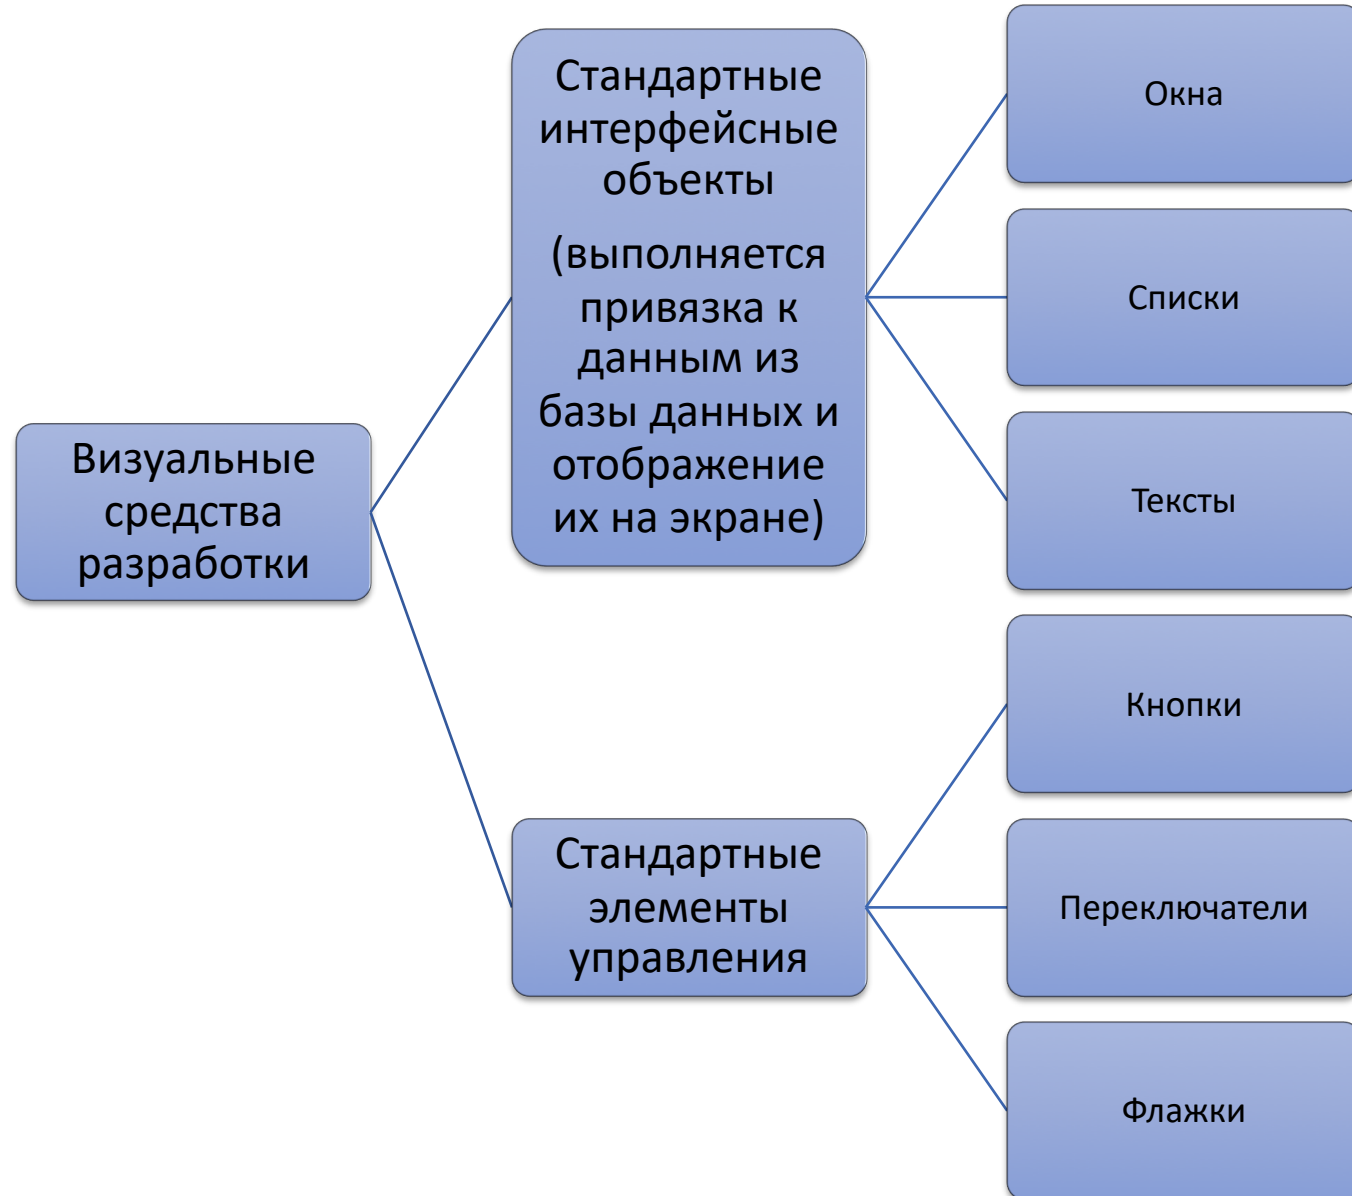 Визуальные
средства
разработки
Стандартные
интерфейсные
объекты
(выполняется
привязка к
данным из
базы данных и
отображение
их на экране)
Окна
Списки
Тексты
Стандартные
элементы
управления
Кнопки
Переключатели
Флажки